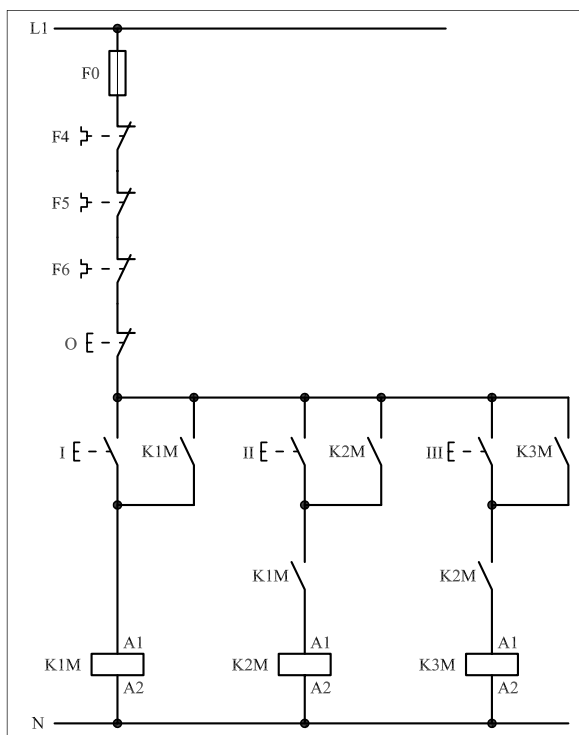 L1
F0
F4
F5
F6
O
I K1M II K2M III K3M
K1M K2M
A1 A1 A1
K1M K2M K3M
A2 A2 A2
N